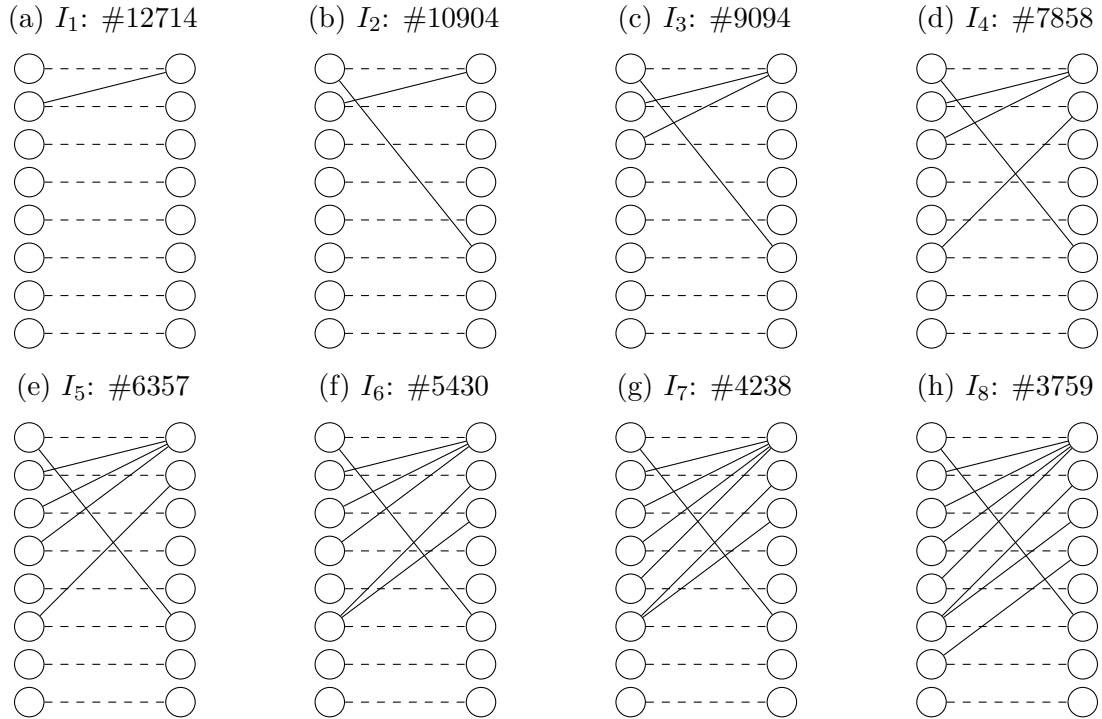 (a) I₁: #12714
(b) I₂: #10904
(c) I₃: #9094
(d) I₄: #7858
(e) I₅: #6357
(f) I₆: #5430
(g) I₇: #4238
(h) I₈: #3759